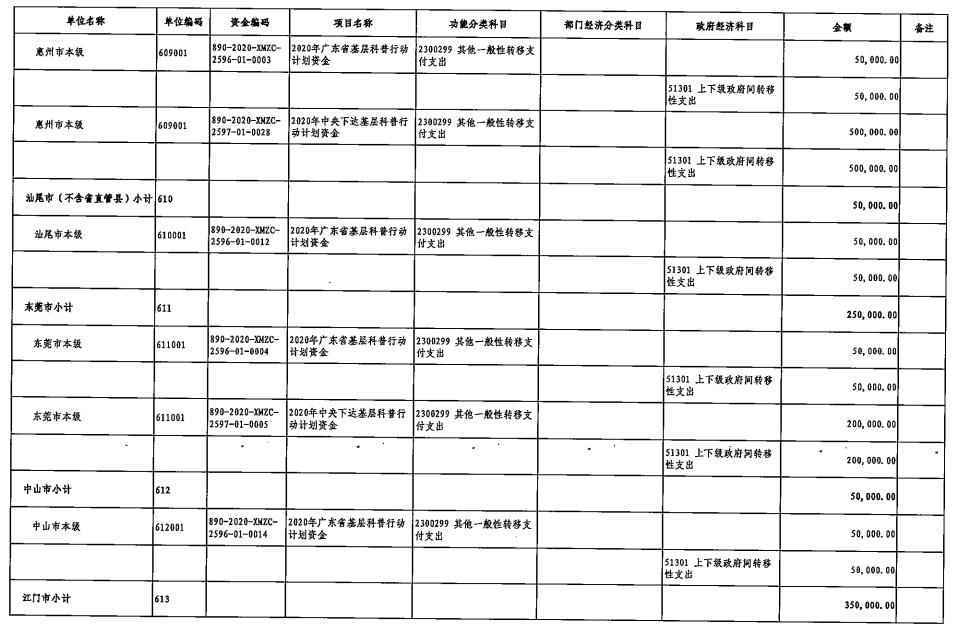 单位名称 单位编码 资金编码 项目名称 功能分类科目 部门经济分类科目 政府经济科目 金额 备注
惠州市本级 609001 890-2020-XMZC- 2020年广东省基层科普行动 2300299 其他一般性转移支 50,000.00
2596-01-0003 计划资金 付支出
51301 上下级政府间转移 50,000.00
性支出
惠州市本级 609001 890-2020-XMZC- 2020年中央下达基层科普行 2300299 其他一般性转移支 500,000.00
2597-01-0028 动计划资金 付支出
51301 上下级政府间转移 500,000.00
性支出
汕尾市（不含省直管县）小计 610 50,000.00
汕尾市本级 610001 890-2020-XMZC- 2020年广东省基层科普行动 2300299 其他一般性转移支 50,000.00
2596-01-0012 计划资金 付支出
51301 上下级政府间转移 50,000.00
性支出
东莞市小计 611 250,000.00
东莞市本级 611001 890-2020-XMZC- 2020年广东省基层科普行动 2300299 其他一般性转移支 50,000.00
2596-01-0004 计划资金 付支出
51301 上下级政府间转移 50,000.00
性支出
东莞市本级 611001 890-2020-XMZC- 2020年中央下达基层科普行 2300299 其他一般性转移支 200,000.00
2597-01-0005 动计划资金 付支出
51301 上下级政府间转移 200,000.00
性支出
中山市小计 612 50,000.00
中山市本级 612001 890-2020-XMZC- 2020年广东省基层科普行动 2300299 其他一般性转移支 50,000.00
2596-01-0014 计划资金 付支出
51301 上下级政府间转移 50,000.00
性支出
江门市小计 613 350,000.00